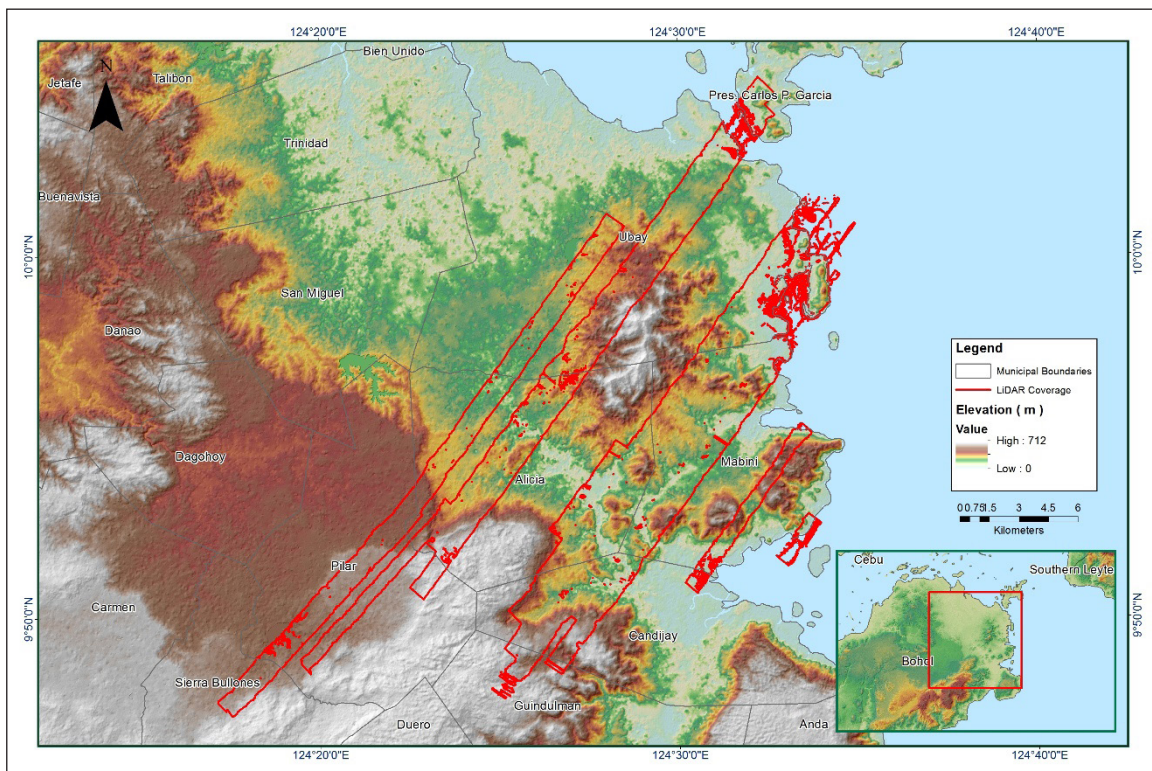 124°20'0"E
124°30'0"E
124°40'0"E
Bien Unido
N
Jetafe
Talibon
Pres. Carlos P. Garcia
Trinidad
Buenavista
Ubay
10°0'0"N
10°0'0"N
San Miguel
Danao
Legend
Municipal Boundaries
LiDAR Coverage
Elevation ( m )
Value
High : 712
Low : 0
Dagohoy
Mabini
Alicia
0 0.75 1.5 3 4.5 6
Kilometers
Pilar
Cebu
Southern Leyte
Carmen
9°50'0"N
9°50'0"N
Candijay
Bohol
Sierra Bullones
Guindulman
Duero
Anda
124°20'0"E
124°30'0"E
124°40'0"E